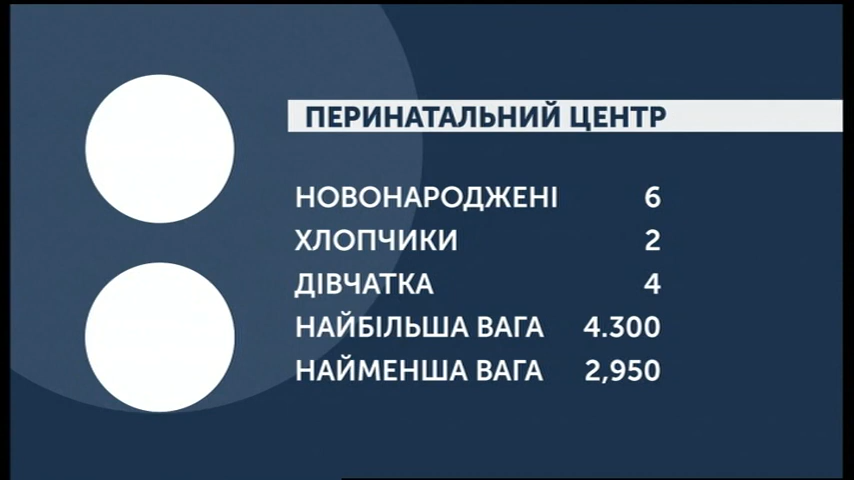 ПЕРИНАТАЛЬНИЙ ЦЕНТР
НОВОНАРОДЖЕНІ 6
ХЛОПЧИКИ 2
ДІВЧАТКА 4
НАЙБІЛЬША ВАГА 4.300
НАЙМЕНША ВАГА 2,950